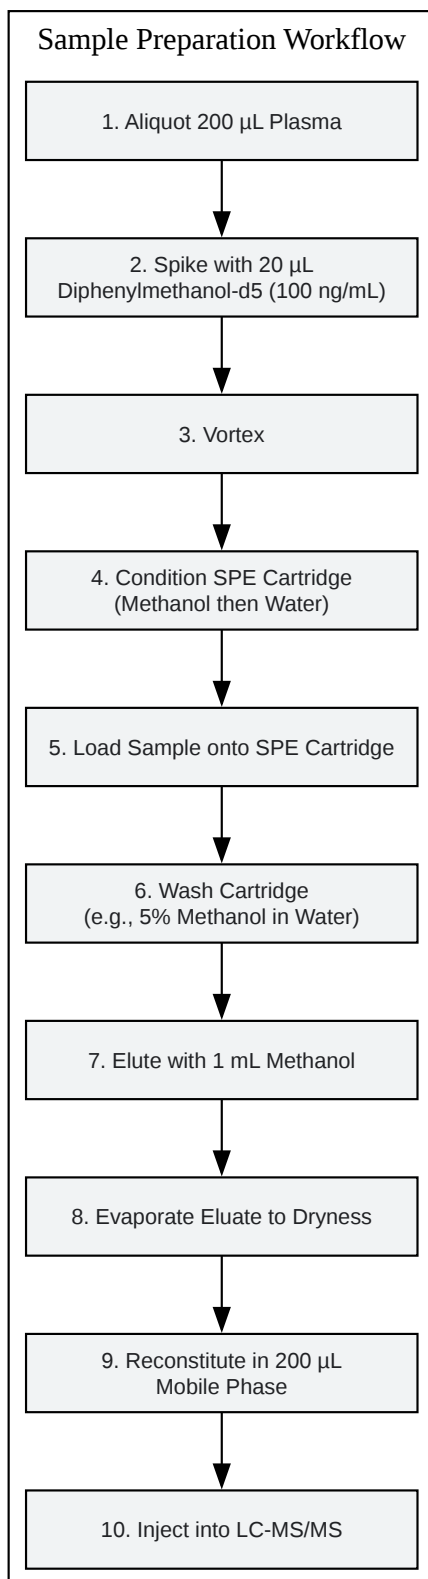 Sample Preparation Workflow
1. Aliquot 200 µL Plasma
2. Spike with 20 µL
Diphenylmethanol-d5 (100 ng/mL)
3. Vortex
4. Condition SPE Cartridge
(Methanol then Water)
5. Load Sample onto SPE Cartridge
6. Wash Cartridge
(e.g., 5% Methanol in Water)
7. Elute with 1 mL Methanol
8. Evaporate Eluate to Dryness
9. Reconstitute in 200 µL
Mobile Phase
10. Inject into LC-MS/MS